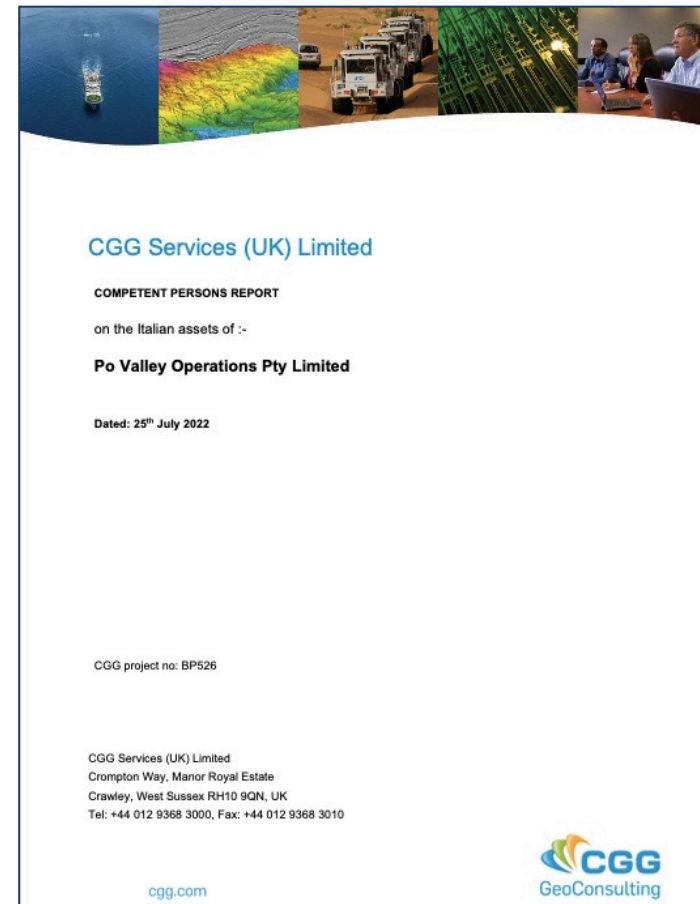 CGG Services (UK) Limited
COMPETENT PERSONS REPORT
on the Italian assets of :-
Po Valley Operations Pty Limited
Dated: 25th July 2022
CGG project no: BP526
CGG Services (UK) Limited
Crompton Way, Manor Royal Estate
Crawley, West Sussex RH10 9QN, UK
Tel: +44 012 9368 3000, Fax: +44 012 9368 3010
cgg.com
CGG
GeoConsulting